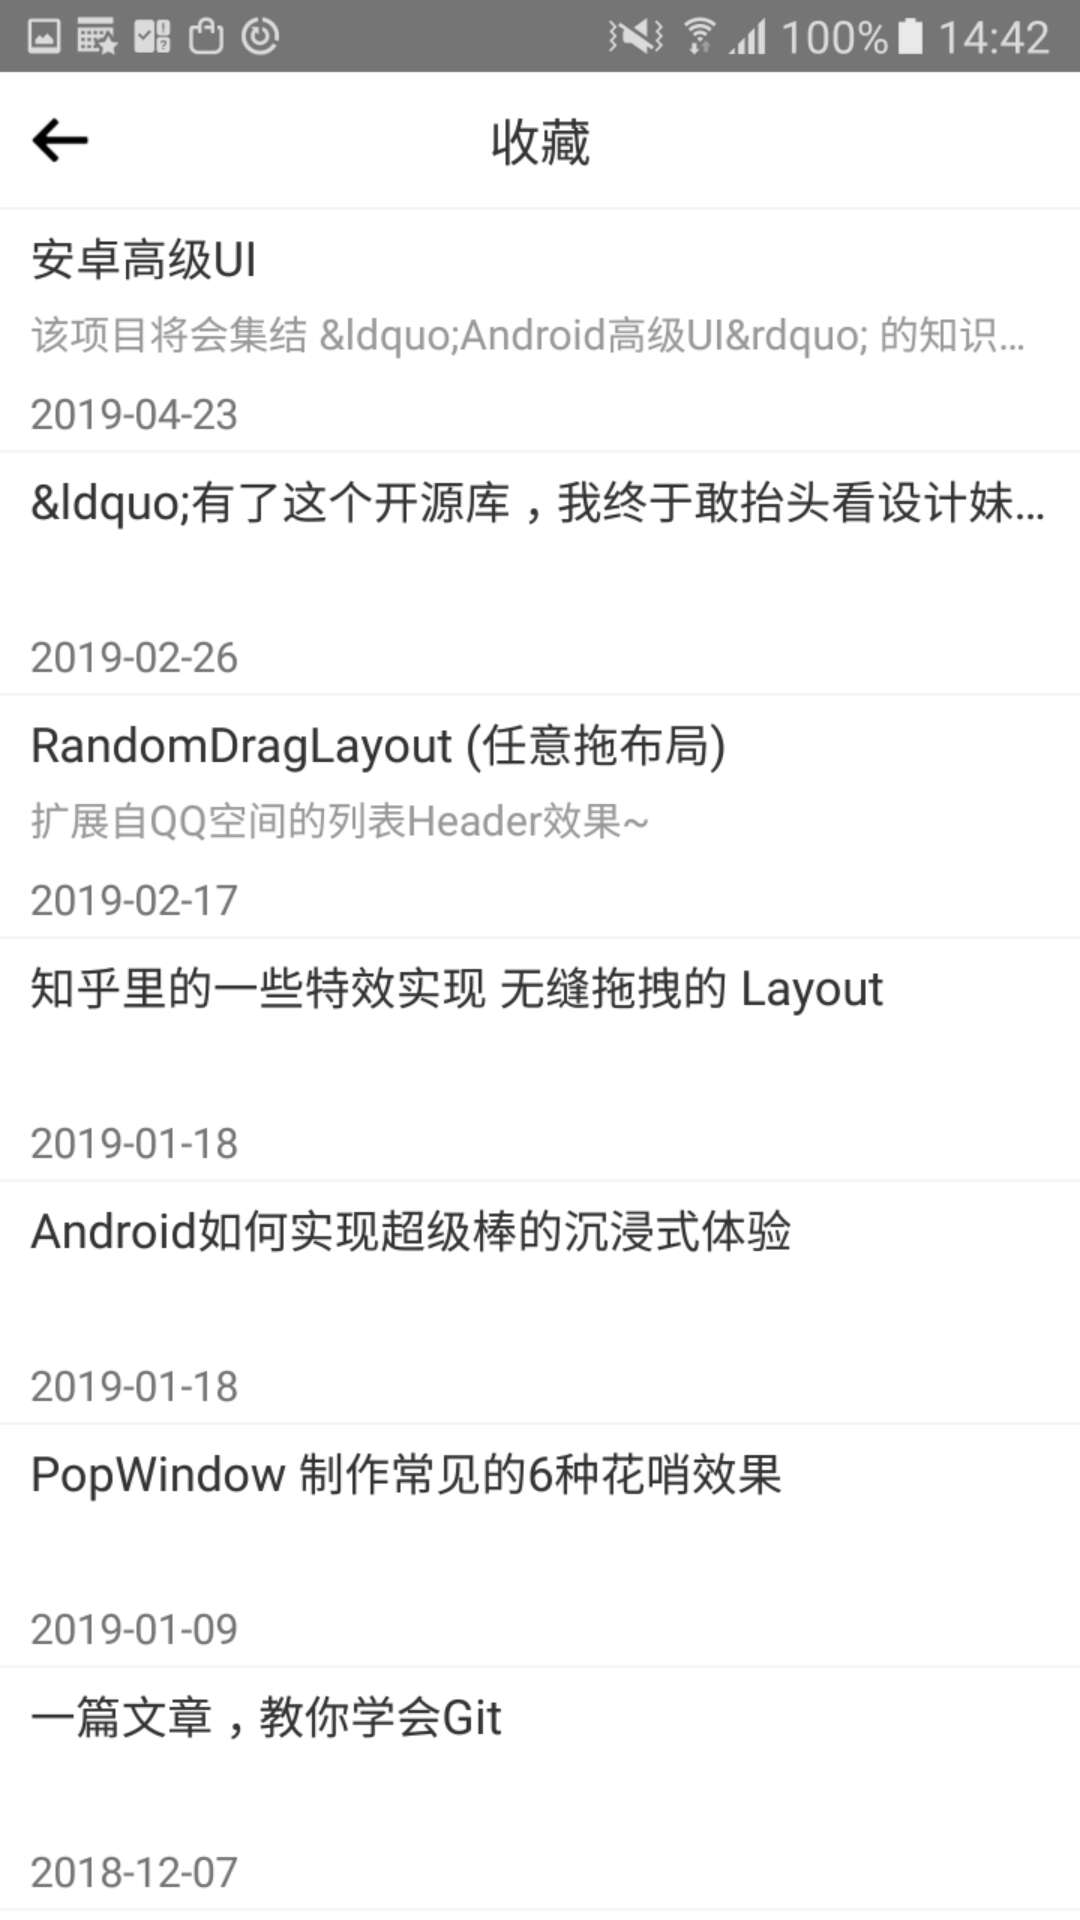 100% 14:42
收藏
安卓高级UI
该项目将会集结 &ldquo;Android高级UI&rdquo; 的知识...
2019-04-23
&ldquo;有了这个开源库，我终于敢抬头看设计妹...
2019-02-26
RandomDragLayout (任意拖布局)
扩展自QQ空间的列表Header效果~
2019-02-17
知乎里的一些特效实现 无缝拖拽的 Layout
2019-01-18
Android如何实现超级棒的沉浸式体验
2019-01-18
PopWindow 制作常见的6种花哨效果
2019-01-09
一篇文章，教你学会Git
2018-12-07